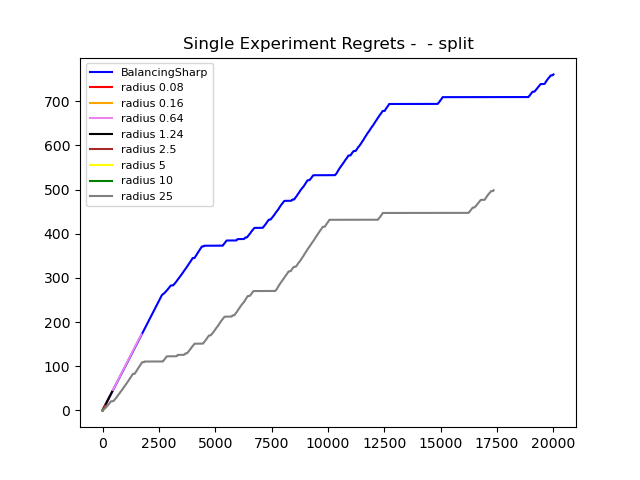 Single Experiment Regrets -  - split
BalancingSharp
radius 0.08
radius 0.16
radius 0.64
radius 1.24
radius 2.5
radius 5
radius 10
radius 25
700
600
500
400
300
200
100
0
0 2500 5000 7500 10000 12500 15000 17500 20000